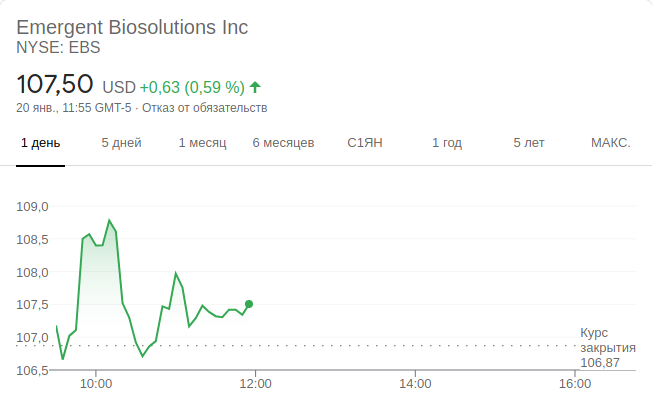 Emergent Biosolutions Inc
NYSE: EBS
107,50 USD +0,63 (0,59 %)
20 янв., 11:55 GMT-5 · Отказ от обязательств
1 день 5 дней 1 месяц 6 месяцев С1ЯН 1 год 5 лет МАКС.
109,0
108,5
108,0
107,5
107,0
106,5
Курс
закрытия
106,87
10:00 12:00 14:00 16:00